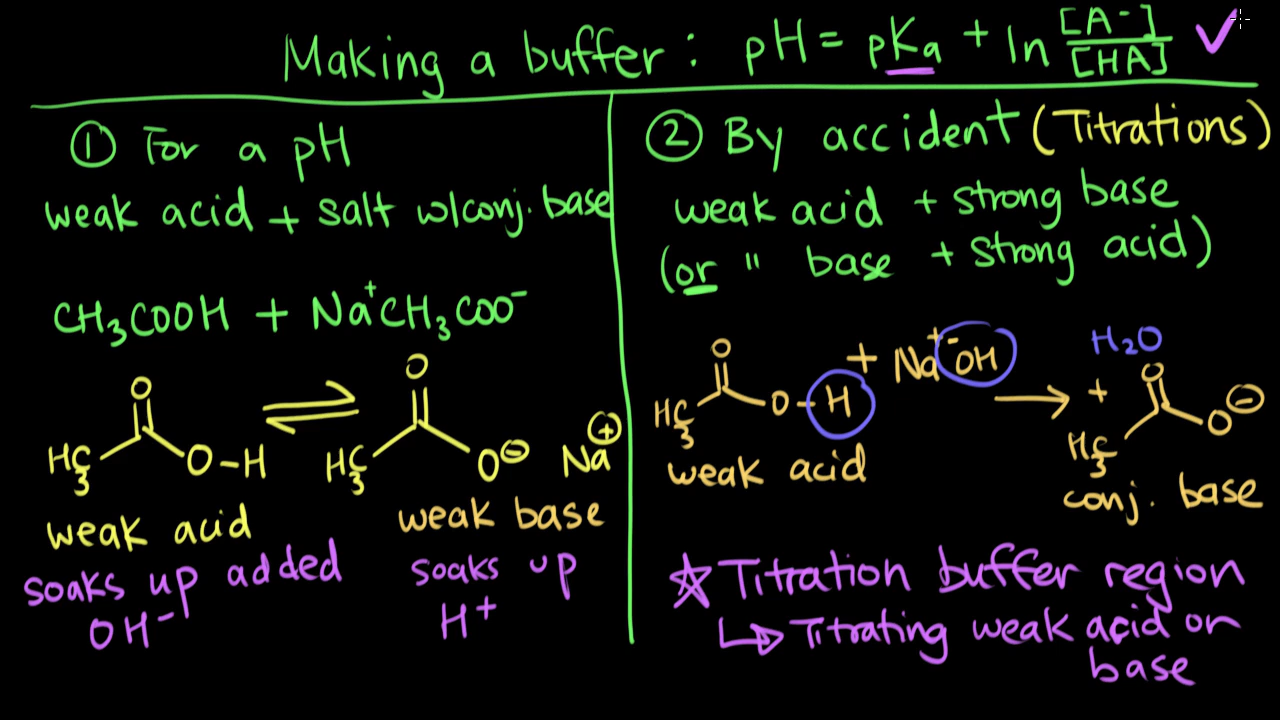 Making a buffer: pH = pKa + ln [A-]/[HA] ✓
① For a pH
weak acid + salt w/conj. base
CH3COOH + Na+CH3COO-
O
H3C O-H
⇌
O
H3C O⊖ Na⊕
weak acid
weak base
soaks up added
OH-
soaks up
H+
② By accident (Titrations)
weak acid + strong base
(or " base + strong acid)
O
H3C O-H + Na+ -OH → H2O +
O
H3C O⊖
weak acid
conj. base
☆ Titration buffer region
↳ Titrating weak acid or
base